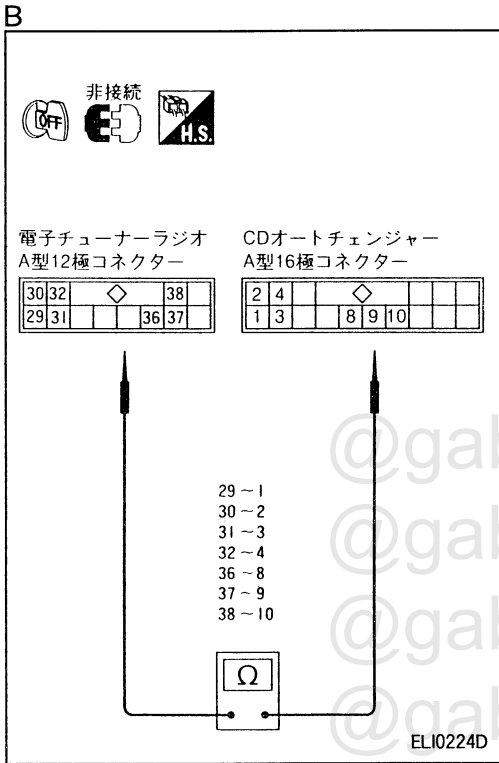 B
OFF
非接続
H.S.
電子チューナーラジオ
A型12極コネクター
CDオートチェンジャー
A型16極コネクター
30 32 38
29 31 36 37
2 4
1 3 8 9 10
29～1
30～2
31～3
32～4
36～8
37～9
38～10
Ω
ELI0224D
@gab
@gab
@gab
@gab